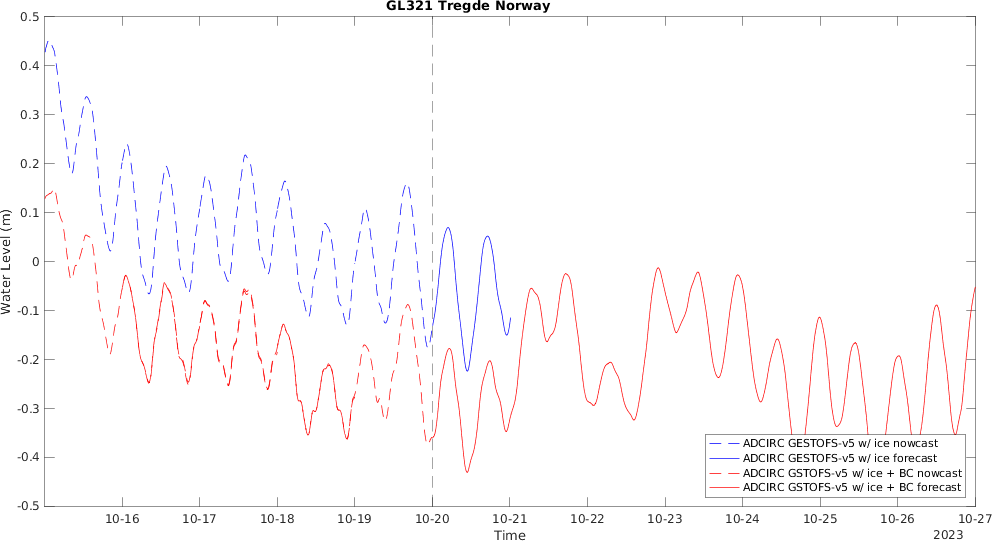 GL321 Tregde Norway
0.5
0.4
0.3
0.2
0.1
0
-0.1
-0.2
-0.3
-0.4
-0.5
Water Level (m)
ADCIRC GESTOFS-v5 w/ ice nowcast
ADCIRC GESTOFS-v5 w/ ice forecast
ADCIRC GSTOFS-v5 w/ ice + BC nowcast
ADCIRC GSTOFS-v5 w/ ice + BC forecast
10-16 10-17 10-18 10-19 10-20 10-21 10-22 10-23 10-24 10-25 10-26 10-27
Time
2023